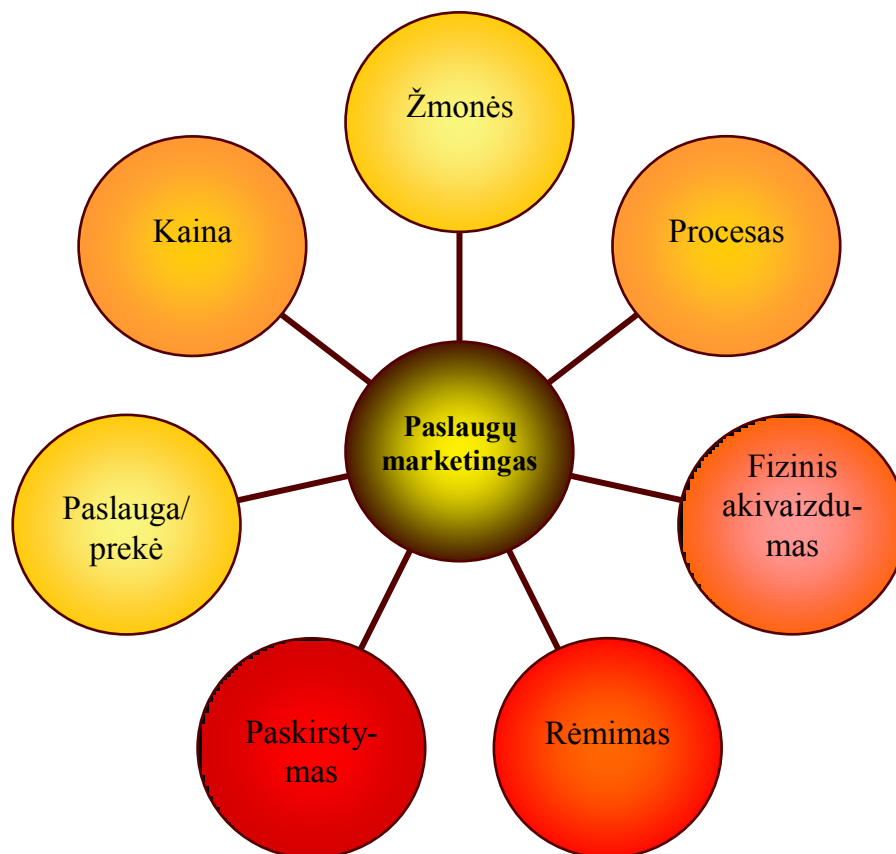 Žmonės
Kaina
Procesas
Paslaugų
marketingas
Fizinis
akivaizdu-
mas
Paslauga/
prekė
Paskirsty-
mas
Rėmimas